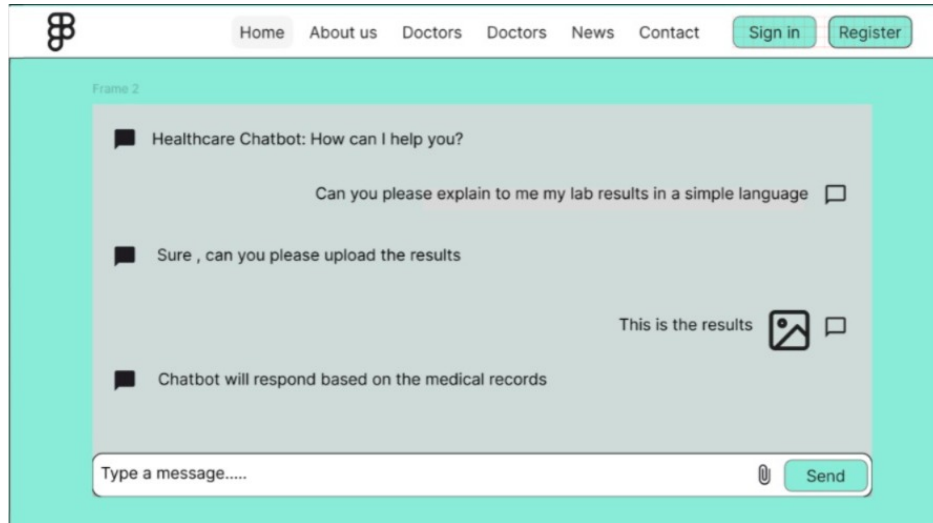 Home About us Doctors Doctors News Contact Sign in Register
Frame 2
Healthcare Chatbot: How can I help you?
Can you please explain to me my lab results in a simple language
Sure , can you please upload the results
This is the results
Chatbot will respond based on the medical records
Type a message..... Send